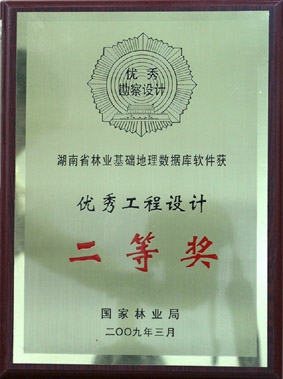 优秀
勘察设计
湖南省林业基础地理数据库软件获
优秀工程设计
二等奖
国家林业局
二〇〇九年三月